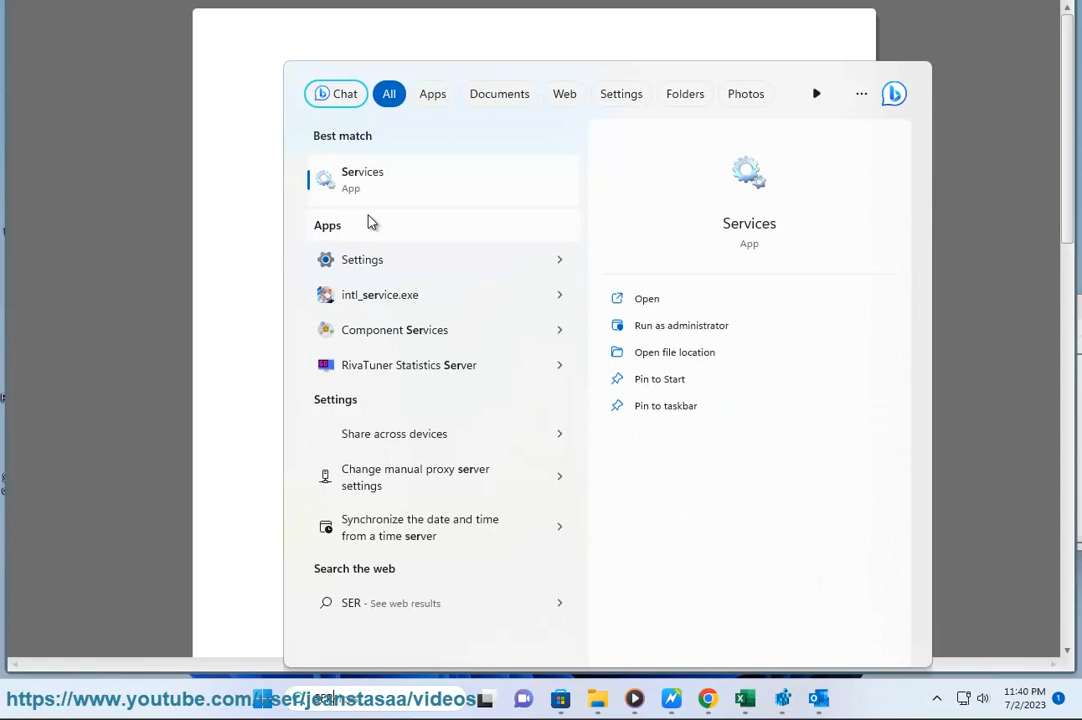 Chat
All
Apps
Documents
Web
Settings
Folders
Photos
...
Best match
Services
App
Apps
Settings
intl_service.exe
Component Services
RivaTuner Statistics Server
Settings
Share across devices
Change manual proxy server
settings
Synchronize the date and time
from a time server
Search the web
SER - See web results
Services
App
Open
Run as administrator
Open file location
Pin to Start
Pin to taskbar
https://www.youtube.com/user/jeanstasaa/videos
11:40 PM
7/2/2023
1